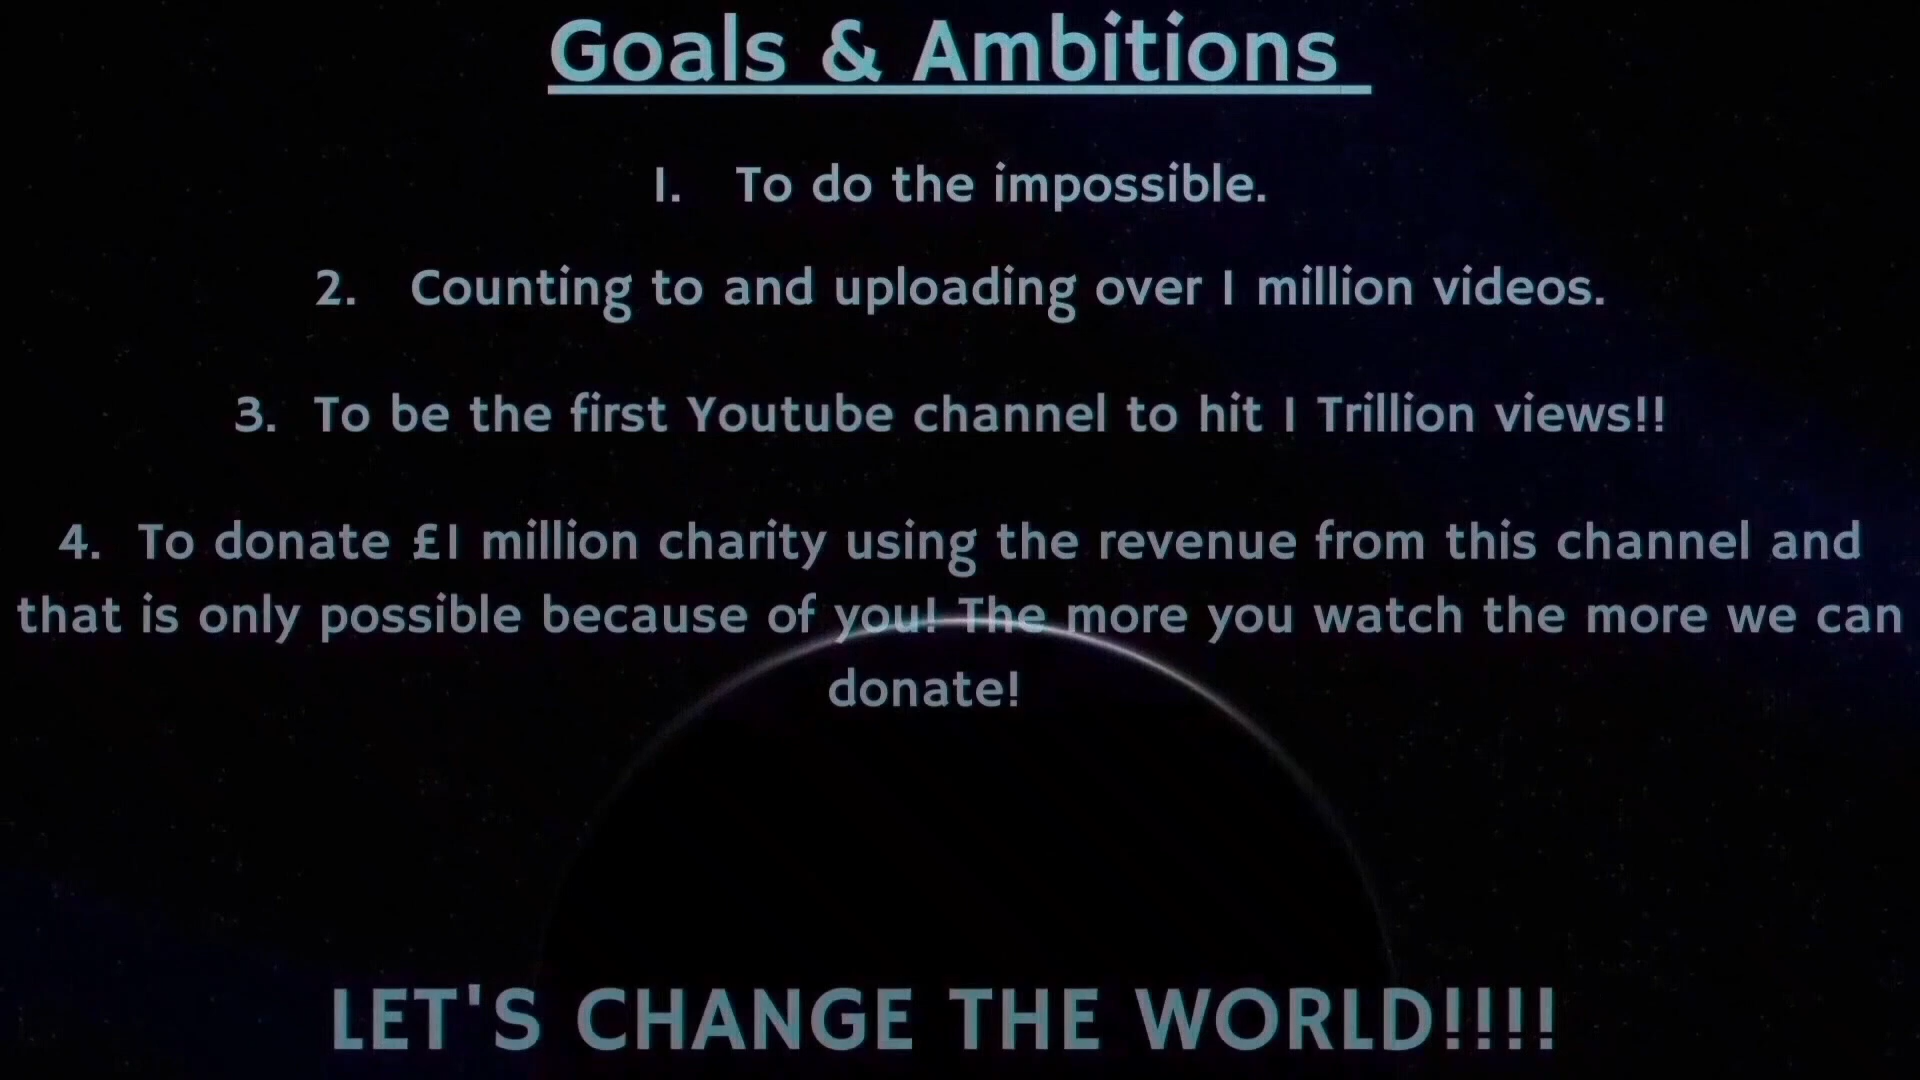 Goals & Ambitions
1. To do the impossible.
2. Counting to and uploading over 1 million videos.
3. To be the first Youtube channel to hit 1 Trillion views!!
4. To donate £1 million charity using the revenue from this channel and
that is only possible because of you! The more you watch the more we can
donate!
LET'S CHANGE THE WORLD!!!!